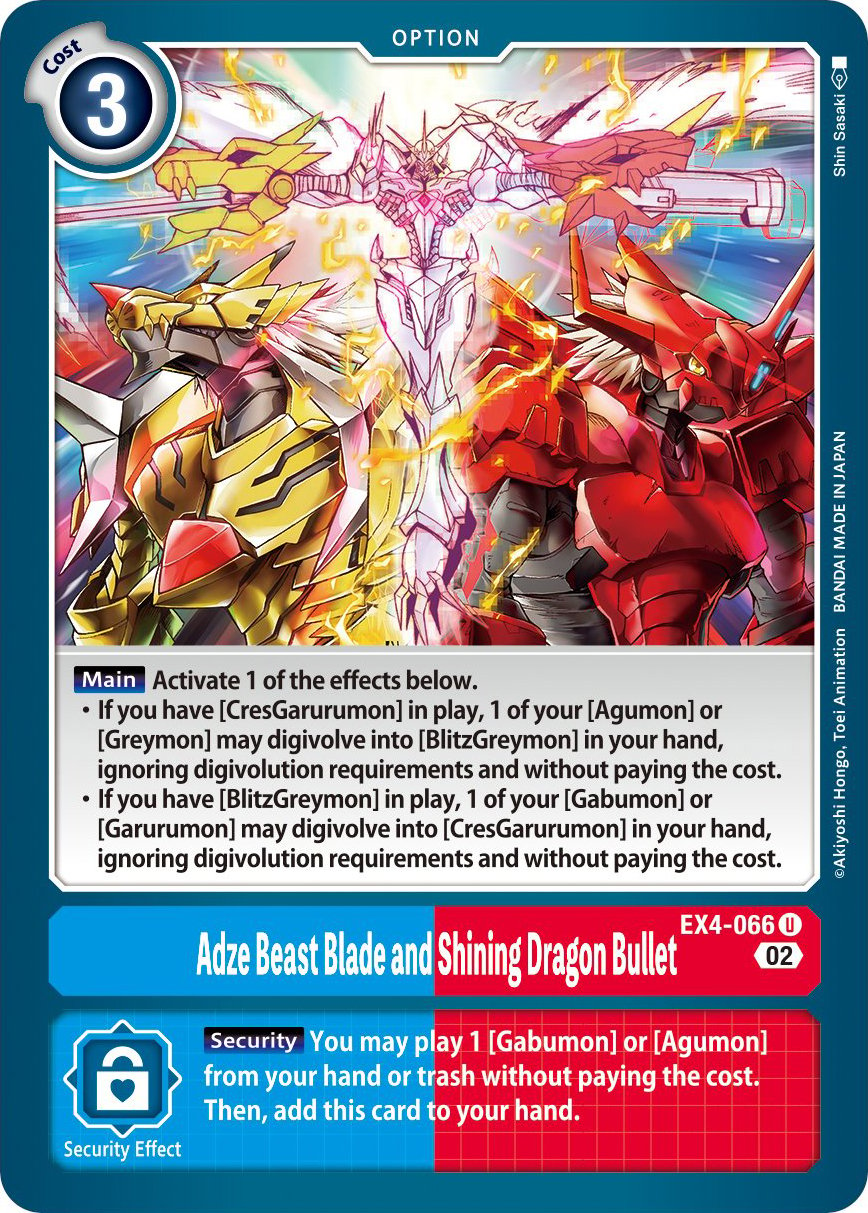 OPTION
Cost
3
Shin Sasaki
Main Activate 1 of the effects below.
・If you have [CresGarurumon] in play, 1 of your [Agumon] or
[Greymon] may digivolve into [BlitzGreymon] in your hand,
ignoring digivolution requirements and without paying the cost.
・If you have [BlitzGreymon] in play, 1 of your [Gabumon] or
[Garurumon] may digivolve into [CresGarurumon] in your hand,
ignoring digivolution requirements and without paying the cost.
©Akiyoshi Hongo, Toei Animation BANDAI MADE IN JAPAN
EX4-066 U
Adze Beast Blade and Shining Dragon Bullet
02
Security You may play 1 [Gabumon] or [Agumon]
from your hand or trash without paying the cost.
Then, add this card to your hand.
Security Effect